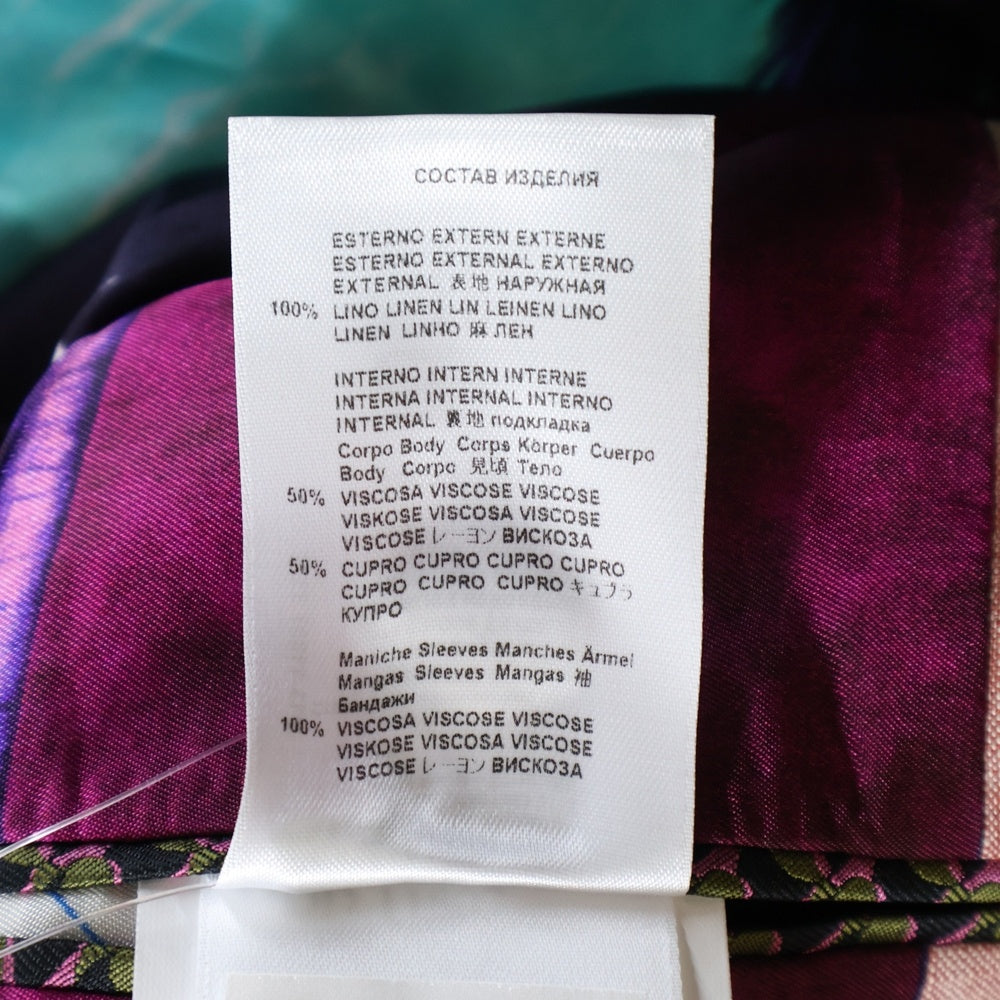 СОСТАВ ИЗДЕЛИЯ
ESTERNO EXTERN EXTERNE
ESTERNO EXTERNAL EXTERNO
EXTERNAL 表地 НАРУЖНАЯ
100% LINO LINEN LIN LEINEN LINO
LINEN LINHO 麻 ЛЕН
INTERNO INTERN INTERNE
INTERNA INTERNAL INTERNO
INTERNAL 裏地 подкладка
Corpo Body Corps Körper Cuerpo
Body Corpo 見頃 Тело
50% VISCOSA VISCOSE VISCOSE
VISKOSE VISCOSA VISCOSE
VISCOSE レーヨン ВИСКОЗА
50% CUPRO CUPRO CUPRO CUPRO
CUPRO CUPRO CUPRO キュプラ
КУПРО
Maniche Sleeves Manches Ärmel
Mangas Sleeves Mangas 袖
Бандажи
100% VISCOSA VISCOSE VISCOSE
VISKOSE VISCOSA VISCOSE
VISCOSE レーヨン ВИСКОЗА